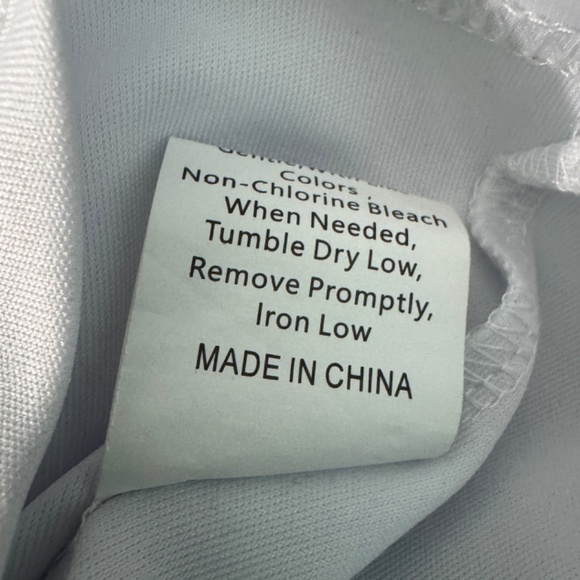 Colors,
Non-Chlorine Bleach
When Needed,
Tumble Dry Low,
Remove Promptly,
Iron Low
MADE IN CHINA